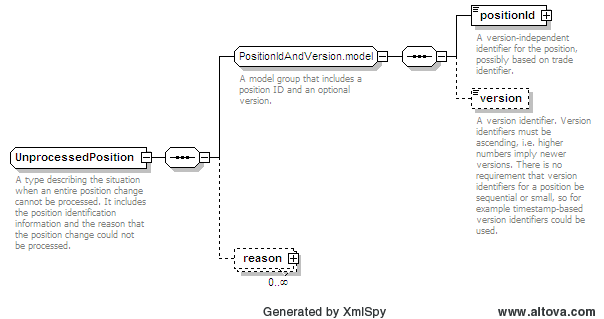 positionId
A version-independent
identifier for the position,
possibly based on trade
identifier.
PositionIdAndVersion.model
A model group that includes a
position ID and an optional
version.
version
A version identifier. Version
identifiers must be
ascending, i.e. higher
numbers imply newer
versions. There is no
requirement that version
identifiers for a position be
sequential or small, so for
example timestamp-based
version identifiers could be
used.
UnprocessedPosition
A type describing the situation
when an entire position change
cannot be processed. It includes
the position identification
information and the reason that
the position change could not
be processed.
reason
0..∞
Generated by XmlSpy
www.altova.com